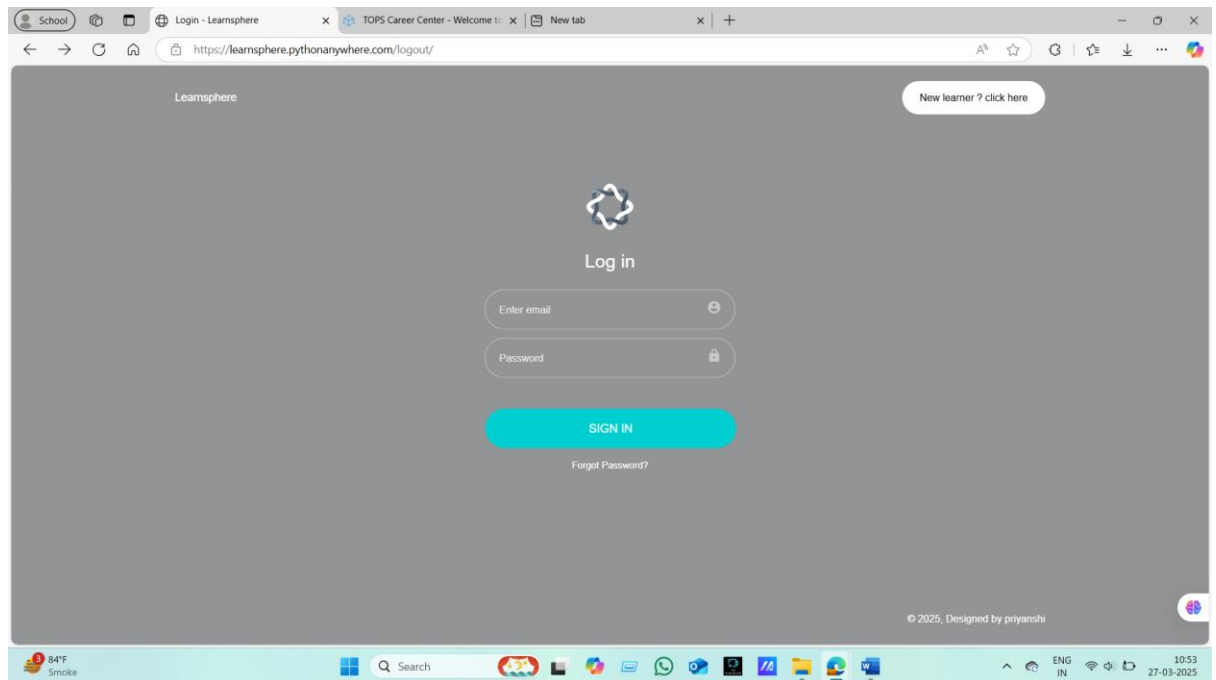 School
Login - Learnsphere
TOPS Career Center - Welcome to
New tab
https://learnsphere.pythonanywhere.com/logout/
Learnsphere
New learner ? click here
Log in
Enter email
Password
SIGN IN
Forgot Password?
© 2025, Designed by priyanshi
3
84°F
Smoke
Search
ENG
IN
10:53
27-03-2025